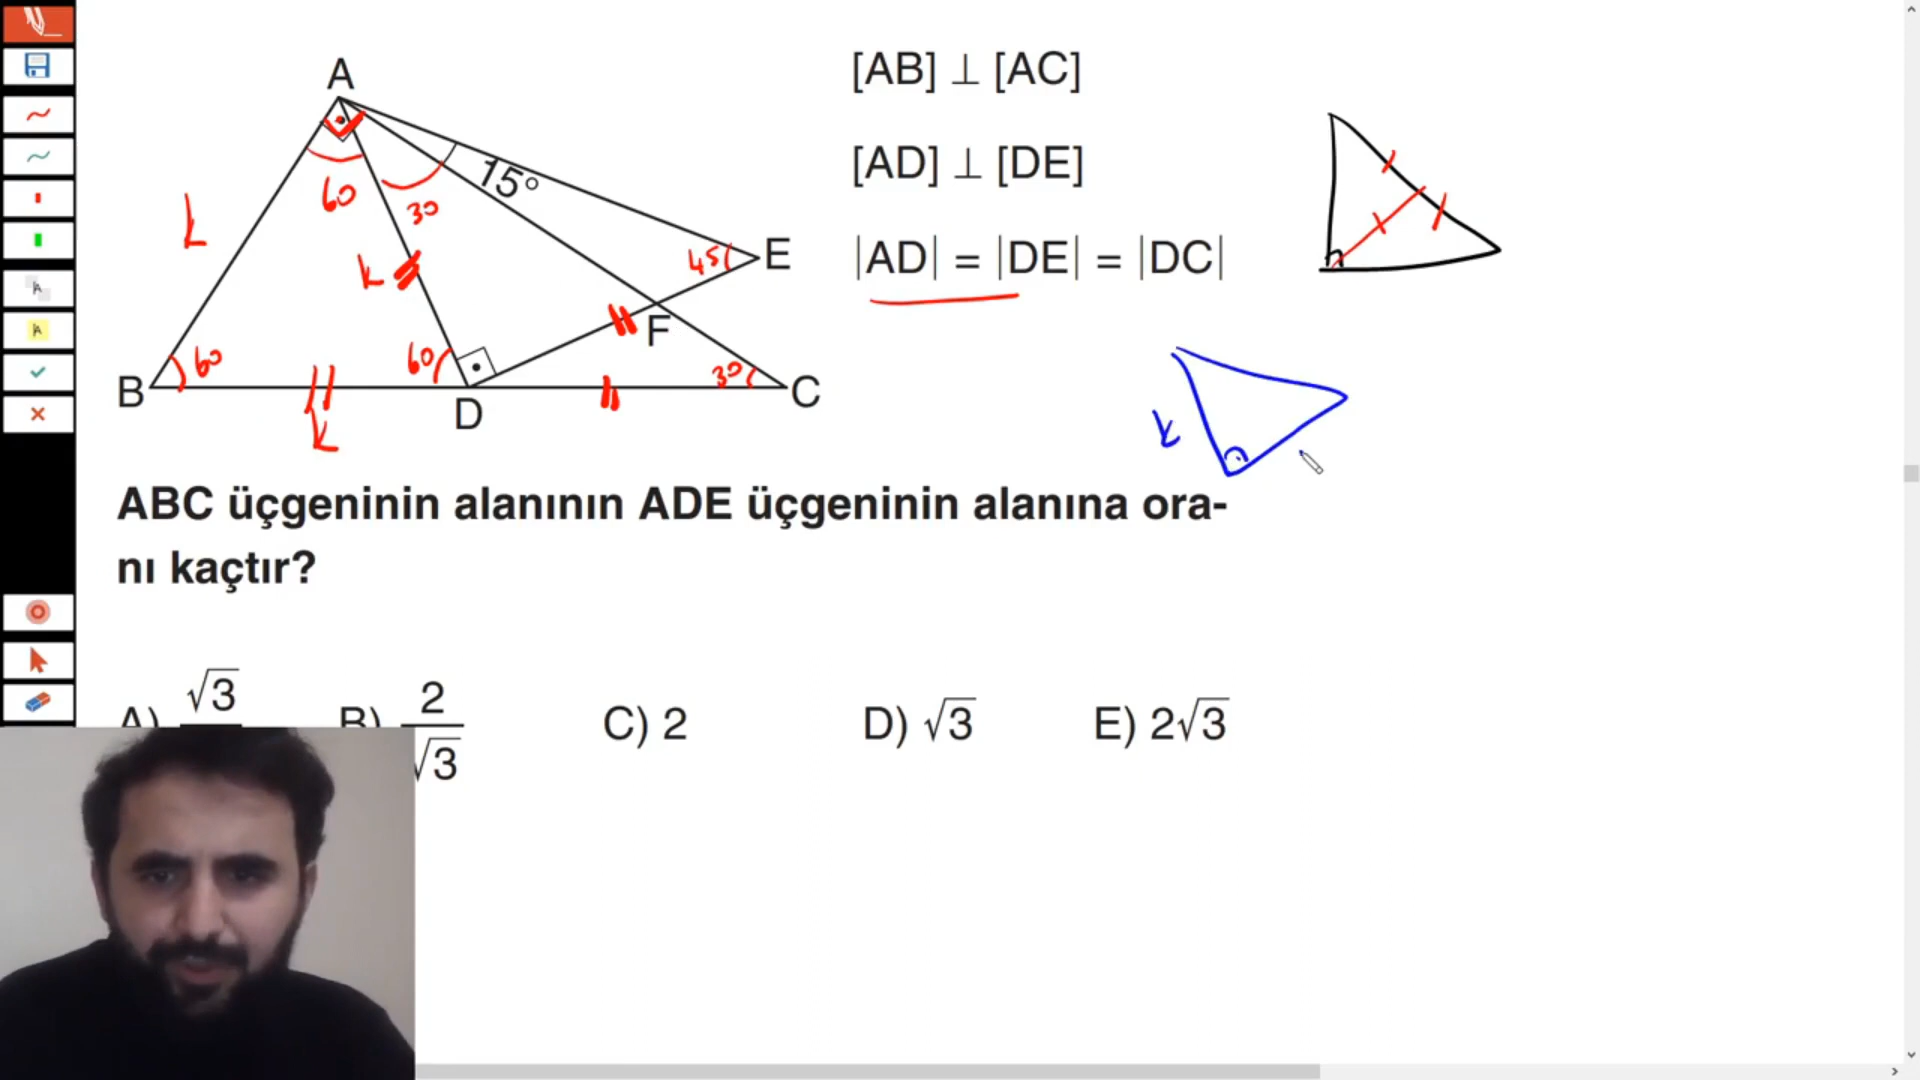 A
[AB] ⊥ [AC]
k
60
30
15°
[AD] ⊥ [DE]
k
45
E
|AD| = |DE| = |DC|
60
60
F
30
B
D
C
k
k
ABC üçgeninin alanının ADE üçgeninin alanına ora-
nı kaçtır?
A) √3
B) 2/√3
C) 2
D) √3
E) 2√3